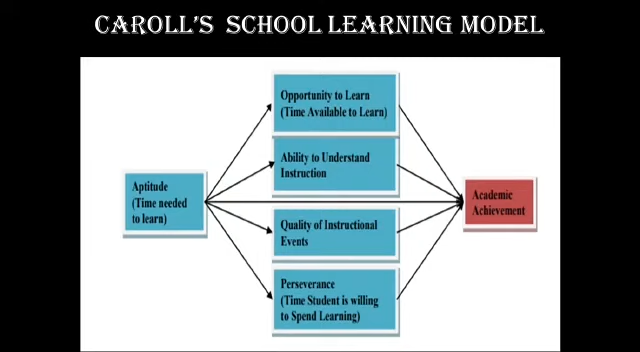 CAROLL'S SCHOOL LEARNING MODEL
Opportunity to Learn
(Time Available to Learn)
Ability to Understand
Instruction
Aptitude
(Time needed
to learn)
Academic
Achievement
Quality of Instructional
Events
Perseverance
(Time Student is willing
to Spend Learning)